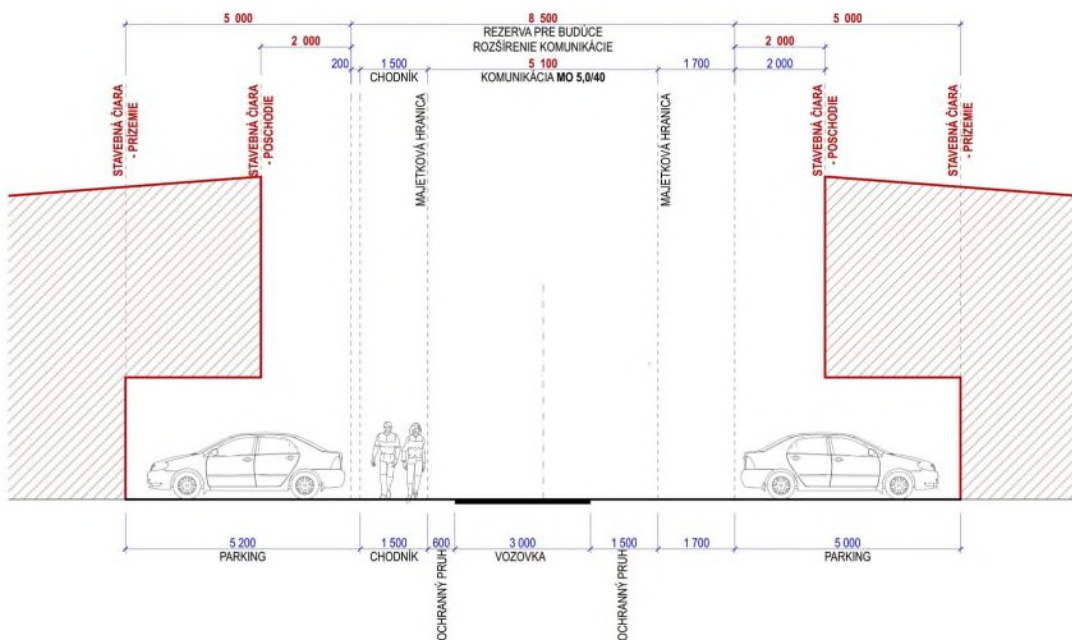 5 000
8 500
5 000
REZERVA PRE BUDÚCE
ROZŠÍRENIE KOMUNIKÁCIE
2 000
2 000
200
1 500
5 100
1 700
2 000
CHODNÍK
KOMUNIKÁCIA MO 5,0/40
STAVEBNÁ ČIARA
- PRÍZEMIE
STAVEBNÁ ČIARA
- POSCHODIE
MAJETKOVÁ HRANICA
MAJETKOVÁ HRANICA
STAVEBNÁ ČIARA
- POSCHODIE
STAVEBNÁ ČIARA
- PRÍZEMIE
5 200
1 500
600
3 000
1 500
1 700
5 000
PARKING
CHODNÍK
OCHRANNÝ PRUH
VOZOVKA
OCHRANNÝ PRUH
PARKING